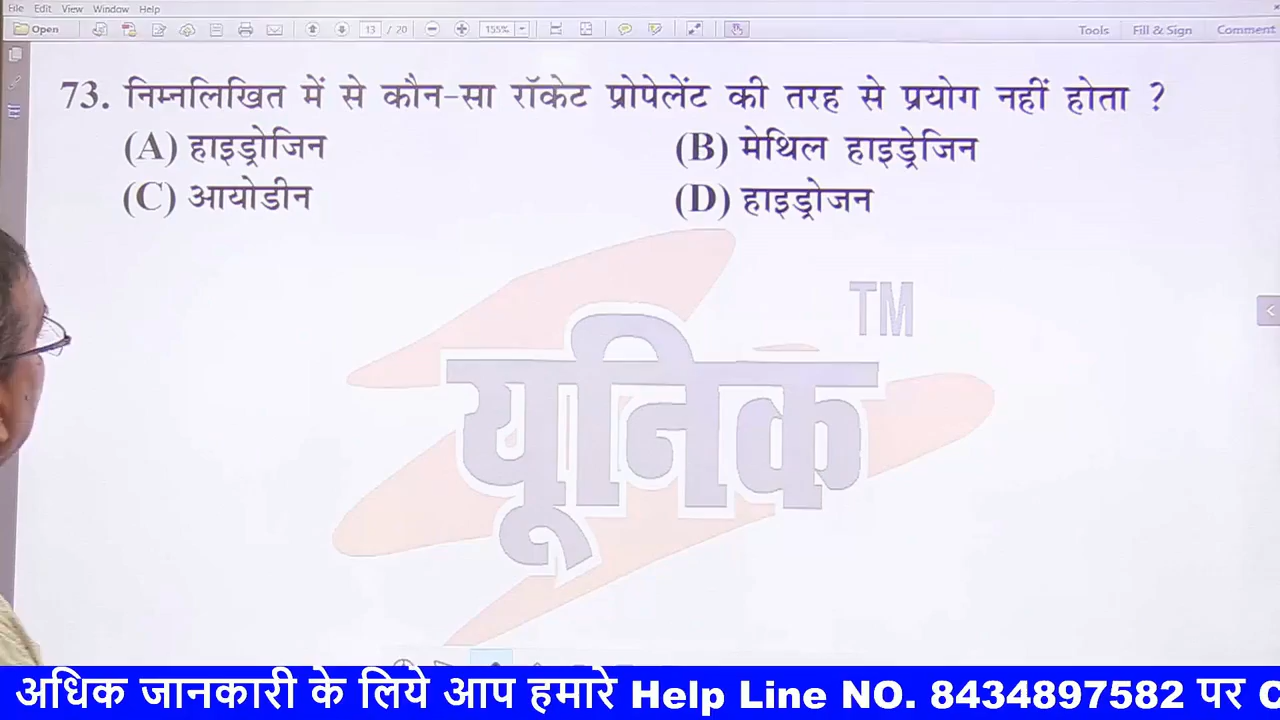 File Edit View Window Help
Open 13 / 20 155% Tools Fill & Sign Comment
73. निम्नलिखित में से कौन-सा रॉकेट प्रोपेलेंट की तरह से प्रयोग नहीं होता ?
(A) हाइड्रोजिन (B) मेथिल हाइड्रेजिन
(C) आयोडीन (D) हाइड्रोजन
TM
यूनिक
अधिक जानकारी के लिये आप हमारे Help Line NO. 8434897582 पर C